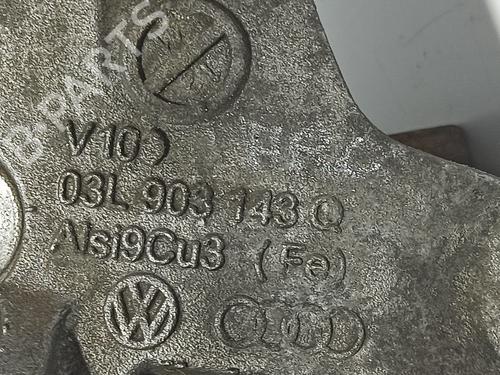 B-PARTS
V10
03L 903 143 Q
Alsi9Cu3 (Fe)